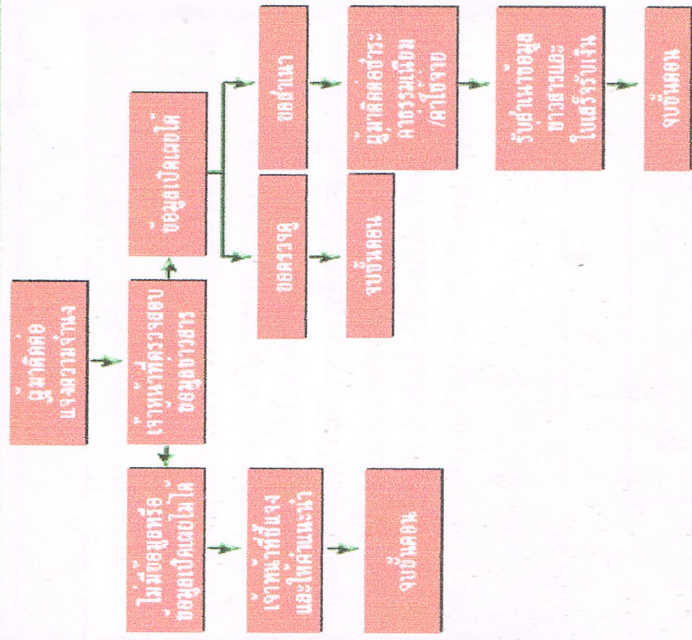 ผู้มาติดต่อ
แจ้งความจำนง
เจ้าหน้าที่ตรวจสอบ
ข้อมูลข่าวสาร
ไม่มีข้อมูลหรือ
ข้อมูลเปิดเผยไม่ได้
เจ้าหน้าที่ชี้แจง
และให้คำแนะนำ
จบขั้นตอน
ข้อมูลเปิดเผยได้
ขอตรวจดู
จบขั้นตอน
ขอสำเนา
ผู้มาติดต่อชำระ
ค่าธรรมเนียม
/ค่าใช้จ่าย
รับสำเนาข้อมูล
ข่าวสารและ
ใบเสร็จรับเงิน
จบขั้นตอน